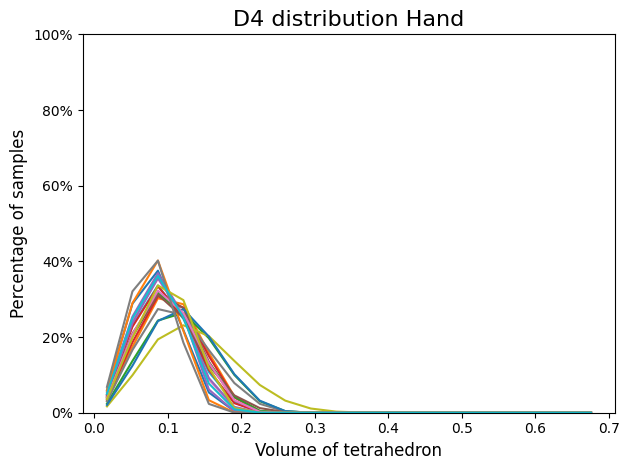 D4 distribution Hand
100%
80%
60%
40%
20%
0%
Percentage of samples
0.0 0.1 0.2 0.3 0.4 0.5 0.6 0.7
Volume of tetrahedron